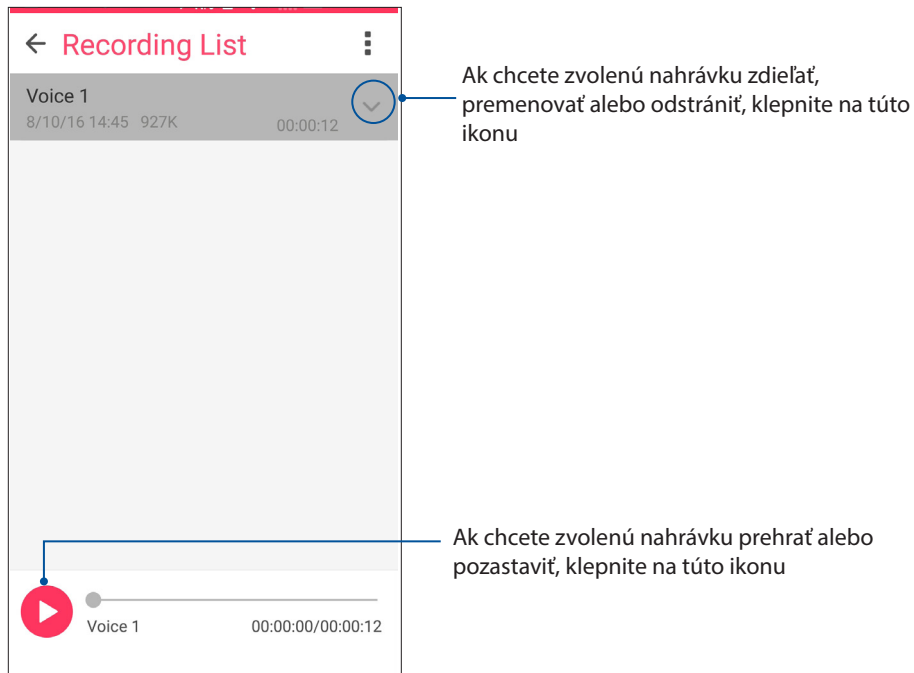 Recording List
Voice 1
8/10/16 14:45 927K 00:00:12
Ak chcete zvolenú nahrávku zdieľať,
premenovať alebo odstrániť, klepnite na túto
ikonu
Ak chcete zvolenú nahrávku prehrať alebo
pozastaviť, klepnite na túto ikonu
Voice 1 00:00:00/00:00:12